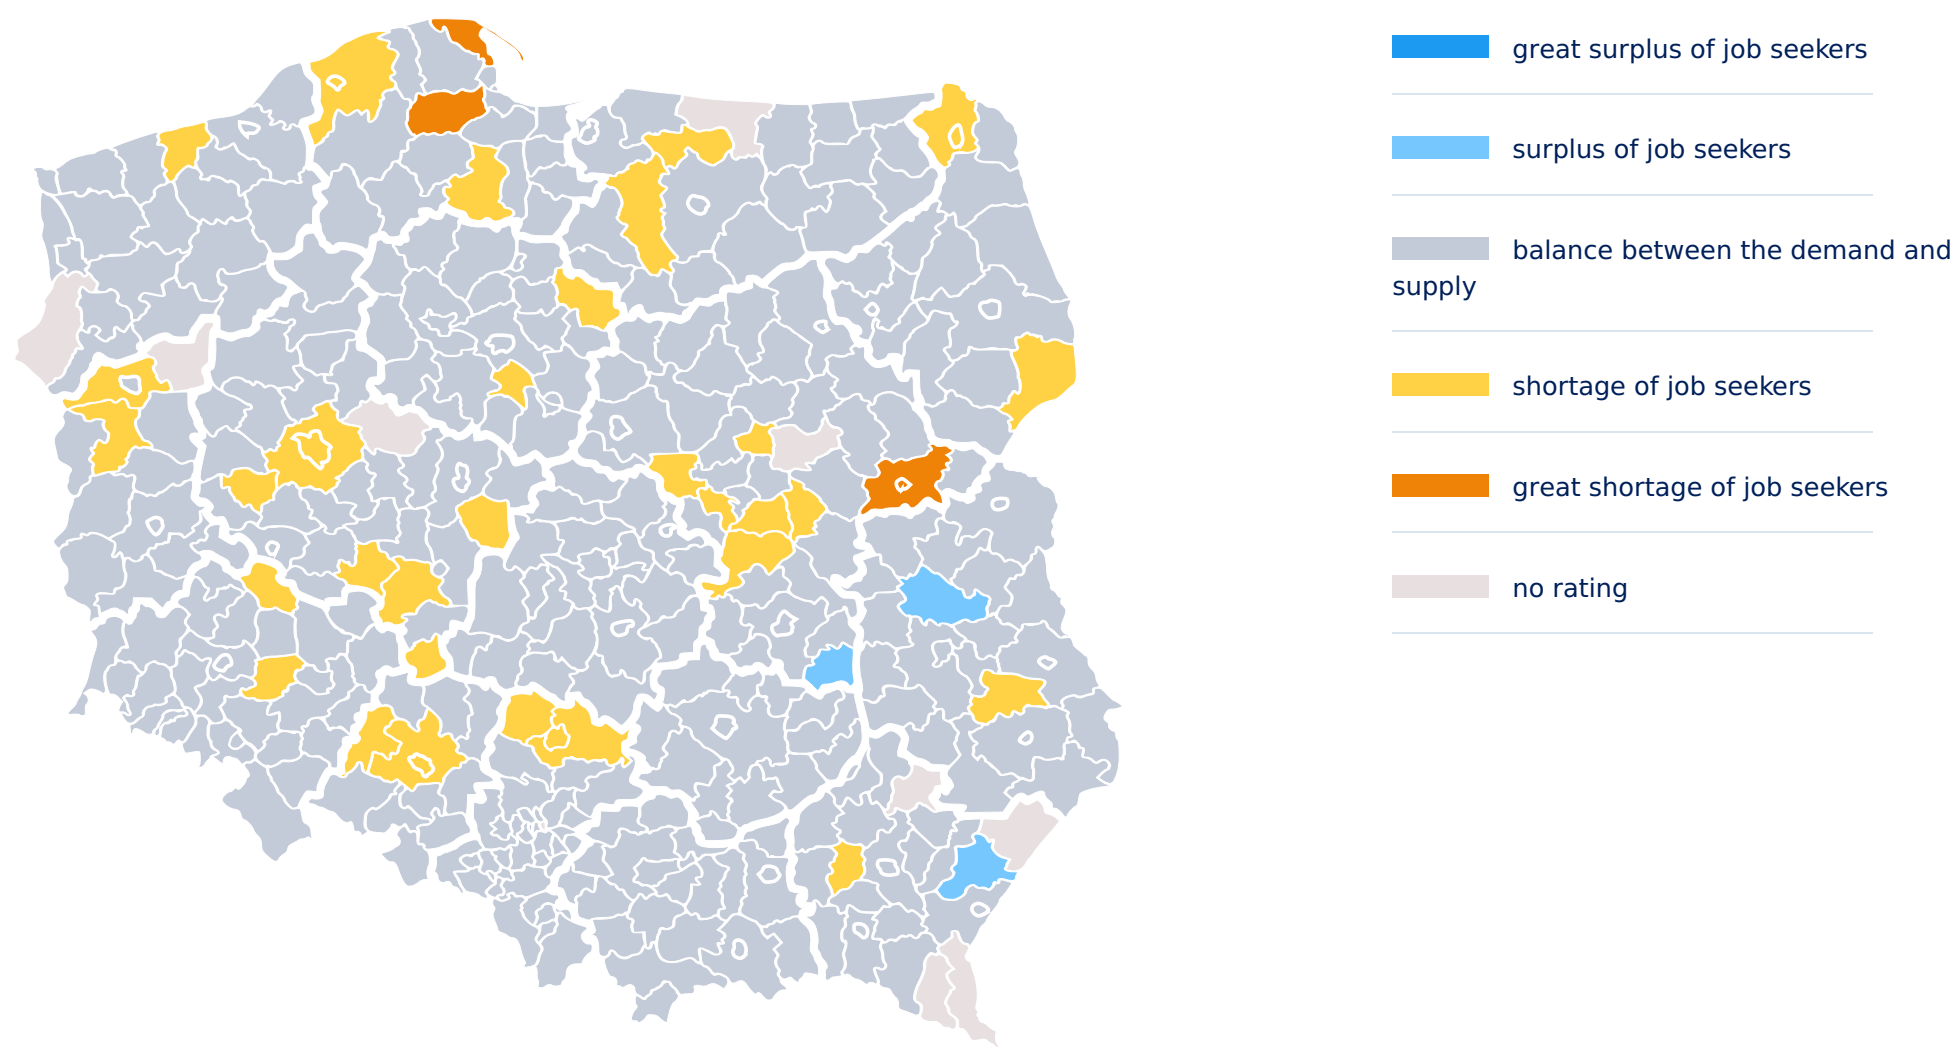 great surplus of job seekers
surplus of job seekers
balance between the demand and
supply
shortage of job seekers
great shortage of job seekers
no rating